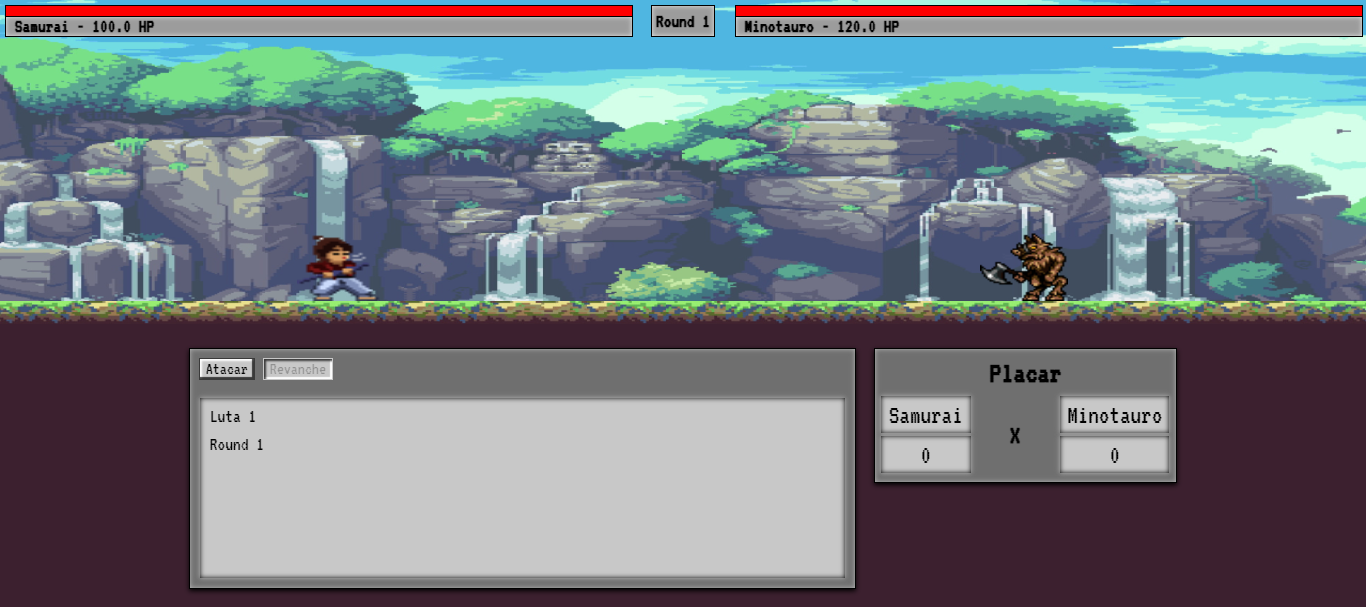 Samurai - 100.0 HP
Round 1
Minotauro - 120.0 HP
Atacar
Revanche
Luta 1
Round 1
Placar
Samurai
X
Minotauro
0
0